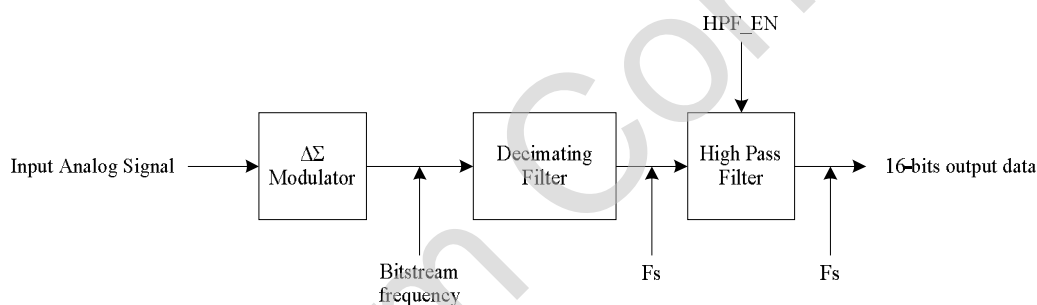 HPF_EN
Input Analog Signal
ΔΣ
Modulator
Decimating
Filter
High Pass
Filter
16-bits output data
Bitstream
frequency
Fs
Fs